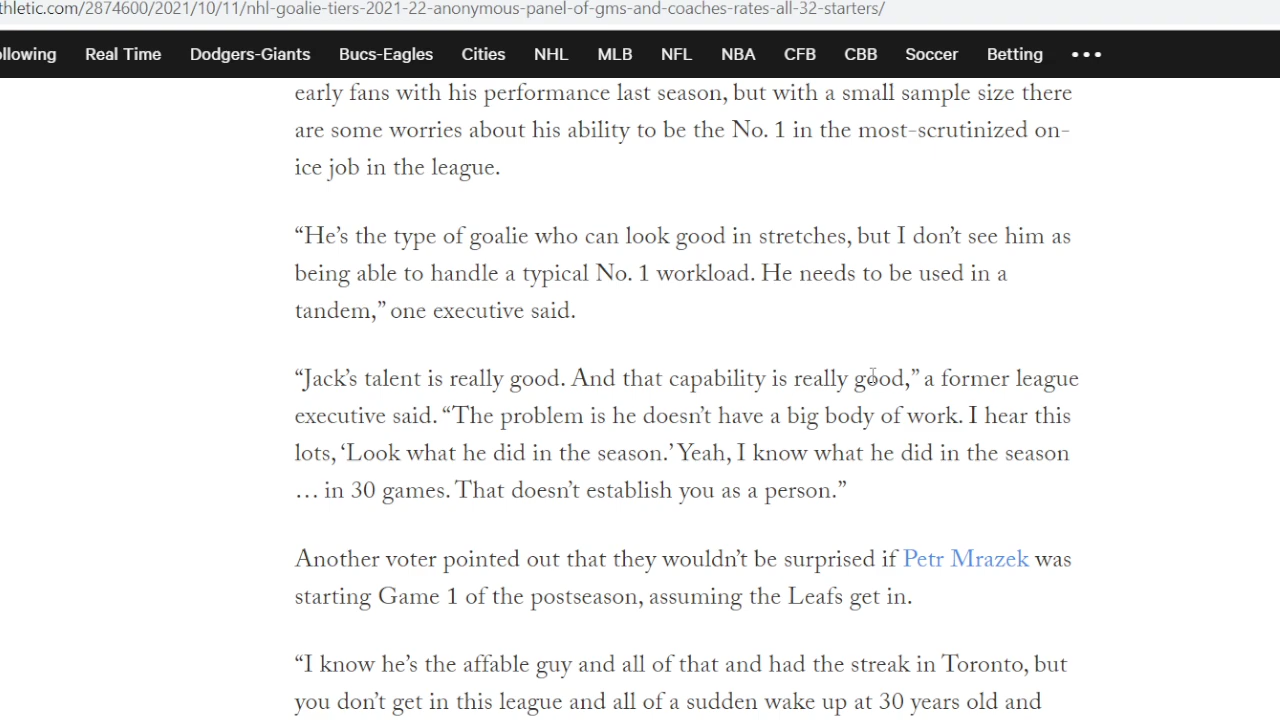 thletic.com/2874600/2021/10/11/nhl-goalie-tiers-2021-22-anonymous-panel-of-gms-and-coaches-rates-all-32-starters/
ollowing Real Time Dodgers-Giants Bucs-Eagles Cities NHL MLB NFL NBA CFB CBB Soccer Betting •••
early fans with his performance last season, but with a small sample size there
are some worries about his ability to be the No. 1 in the most-scrutinized on-
ice job in the league.
“He’s the type of goalie who can look good in stretches, but I don’t see him as
being able to handle a typical No. 1 workload. He needs to be used in a
tandem,” one executive said.
“Jack’s talent is really good. And that capability is really good,” a former league
executive said. “The problem is he doesn’t have a big body of work. I hear this
lots, ‘Look what he did in the season.’ Yeah, I know what he did in the season
… in 30 games. That doesn’t establish you as a person.”
Another voter pointed out that they wouldn’t be surprised if Petr Mrazek was
starting Game 1 of the postseason, assuming the Leafs get in.
“I know he’s the affable guy and all of that and had the streak in Toronto, but
you don’t get in this league and all of a sudden wake up at 30 years old and